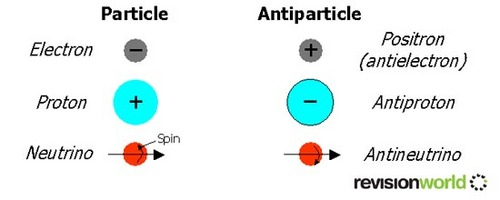 Particle Antiparticle
Electron − + Positron
(antielectron)
Proton + − Antiproton
Spin
Neutrino Antineutrino
revisionworld